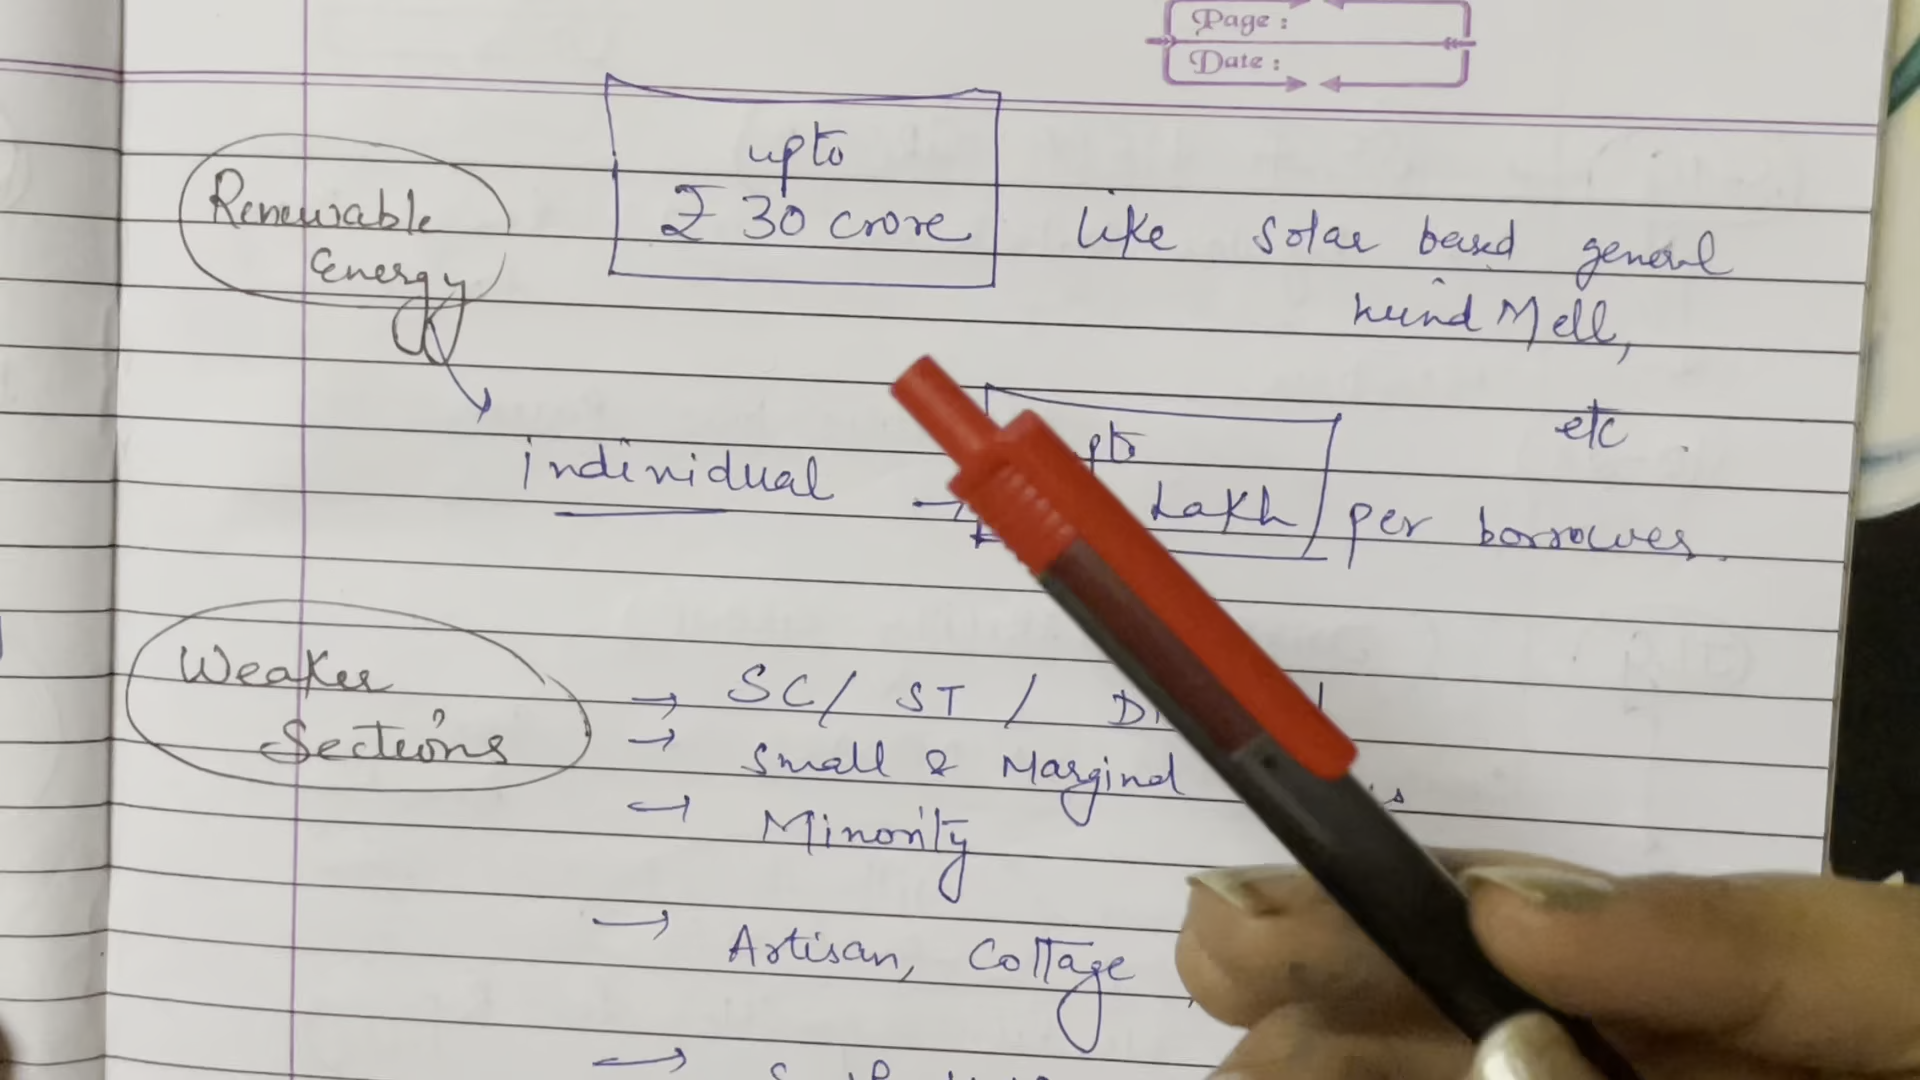 Page :
Date :
upto
₹ 30 crore
Renewable
Energy
like solar based general
wind Mell,
etc
individual → Lakh per borrower.
Weaker
Sections
→ SC / ST /
→ Small & Marginal
→ Minority
→ Artisan, Cottage
→